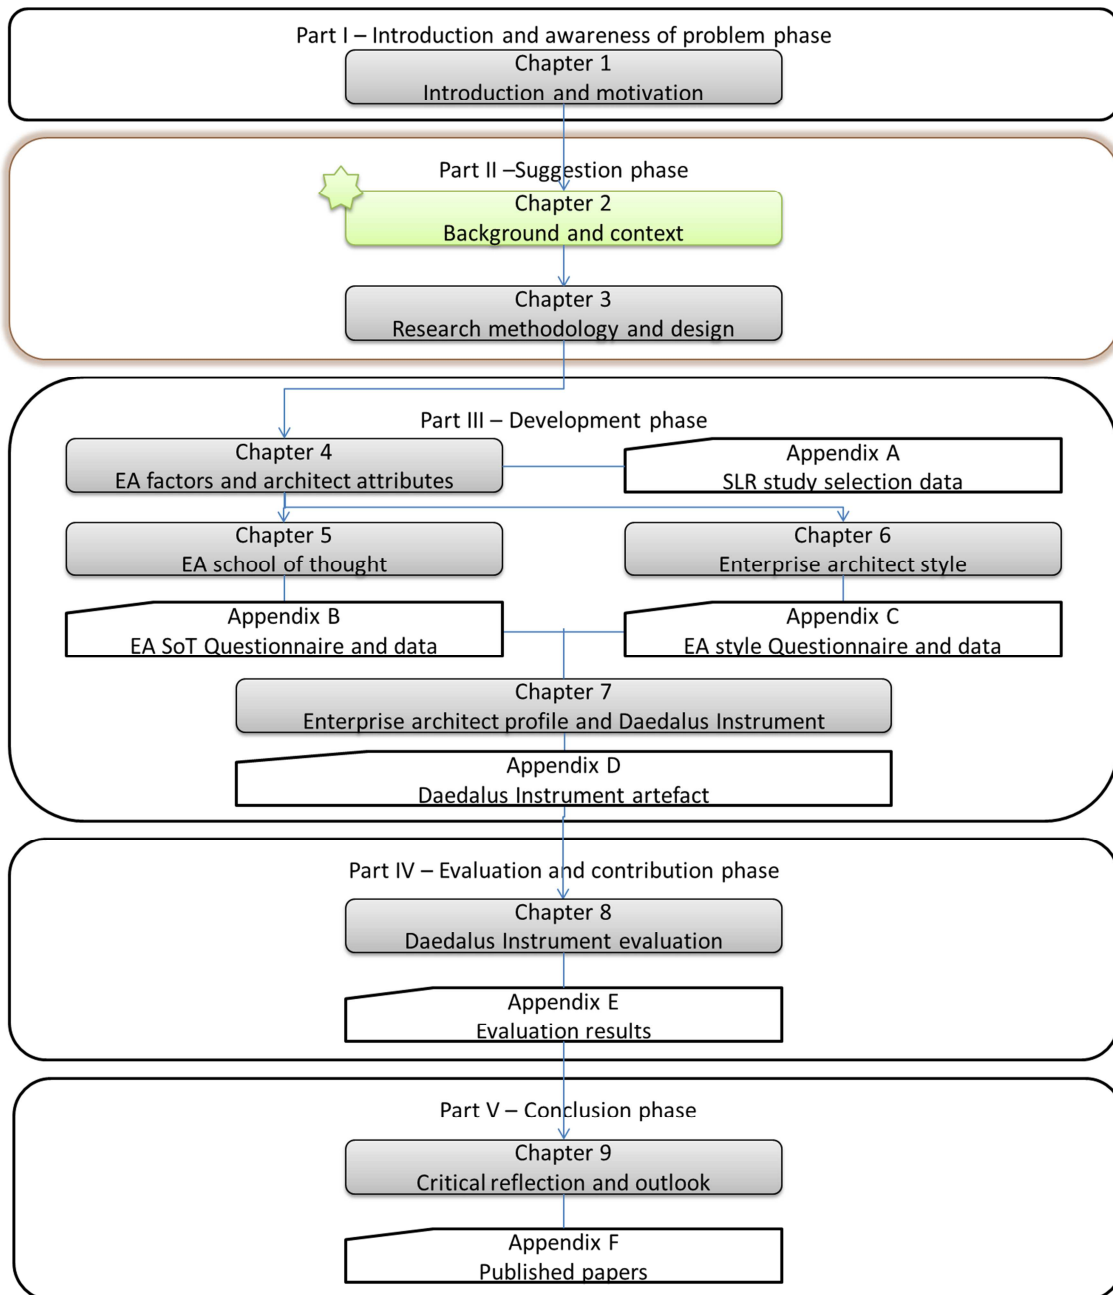 Part I – Introduction and awareness of problem phase
Chapter 1
Introduction and motivation
Part II –Suggestion phase
Chapter 2
Background and context
Chapter 3
Research methodology and design
Part III – Development phase
Chapter 4
EA factors and architect attributes
Appendix A
SLR study selection data
Chapter 5
EA school of thought
Chapter 6
Enterprise architect style
Appendix B
EA SoT Questionnaire and data
Appendix C
EA style Questionnaire and data
Chapter 7
Enterprise architect profile and Daedalus Instrument
Appendix D
Daedalus Instrument artefact
Part IV – Evaluation and contribution phase
Chapter 8
Daedalus Instrument evaluation
Appendix E
Evaluation results
Part V – Conclusion phase
Chapter 9
Critical reflection and outlook
Appendix F
Published papers